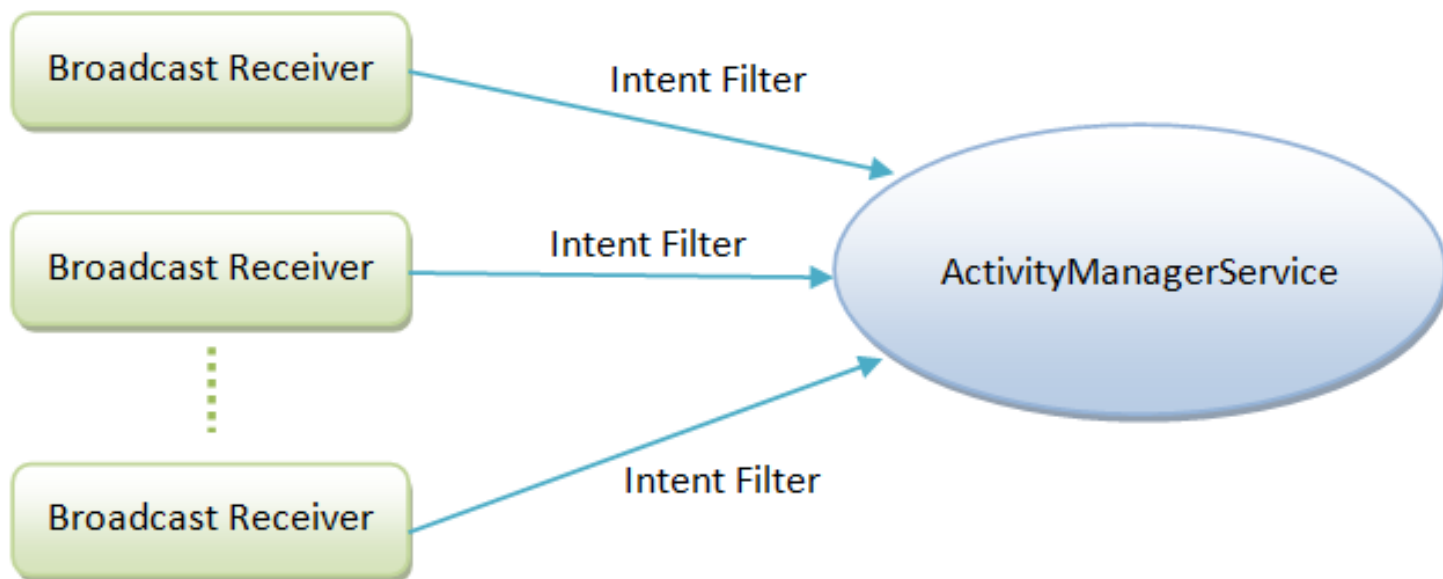 Broadcast Receiver
Intent Filter
Broadcast Receiver
Intent Filter
ActivityManagerService
Broadcast Receiver
Intent Filter